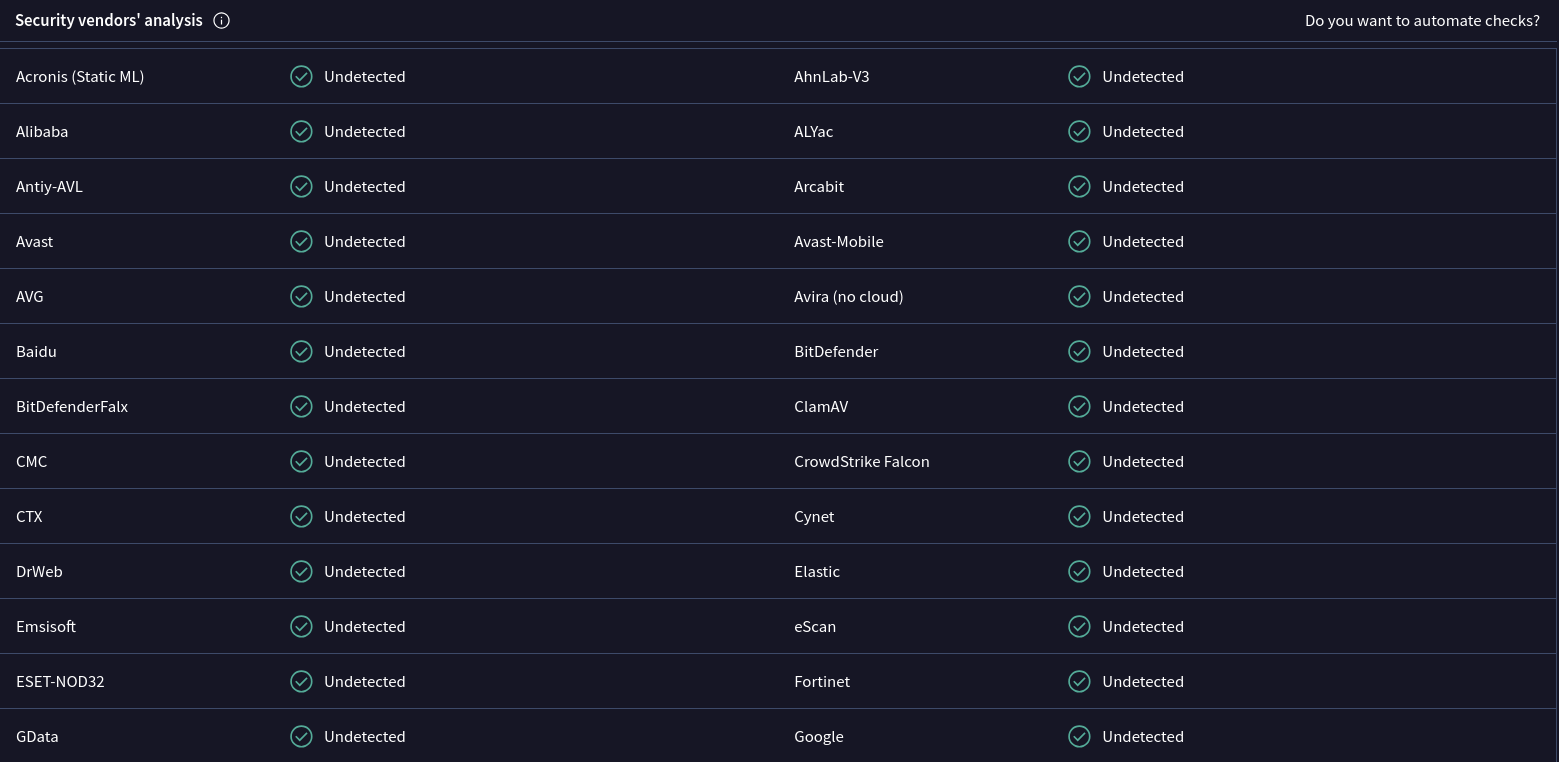 Security vendors' analysis Do you want to automate checks?
Acronis (Static ML) Undetected AhnLab-V3 Undetected
Alibaba Undetected ALYac Undetected
Antiy-AVL Undetected Arcabit Undetected
Avast Undetected Avast-Mobile Undetected
AVG Undetected Avira (no cloud) Undetected
Baidu Undetected BitDefender Undetected
BitDefenderFalx Undetected ClamAV Undetected
CMC Undetected CrowdStrike Falcon Undetected
CTX Undetected Cynet Undetected
DrWeb Undetected Elastic Undetected
Emsisoft Undetected eScan Undetected
ESET-NOD32 Undetected Fortinet Undetected
GData Undetected Google Undetected